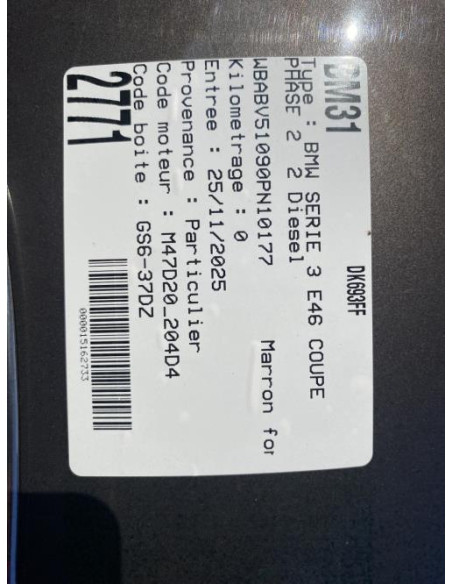 BM31 DK693FF
Type : BMW SERIE 3 E46 COUPE
PHASE 2 2 Diesel
WBABV51090PN10177 Marron for
Kilometrage : 0
Entree : 25/11/2025
Provenance : Particulier
Code moteur : M47D20_204D4
Code boite : GS6-37DZ
2771
000015162733